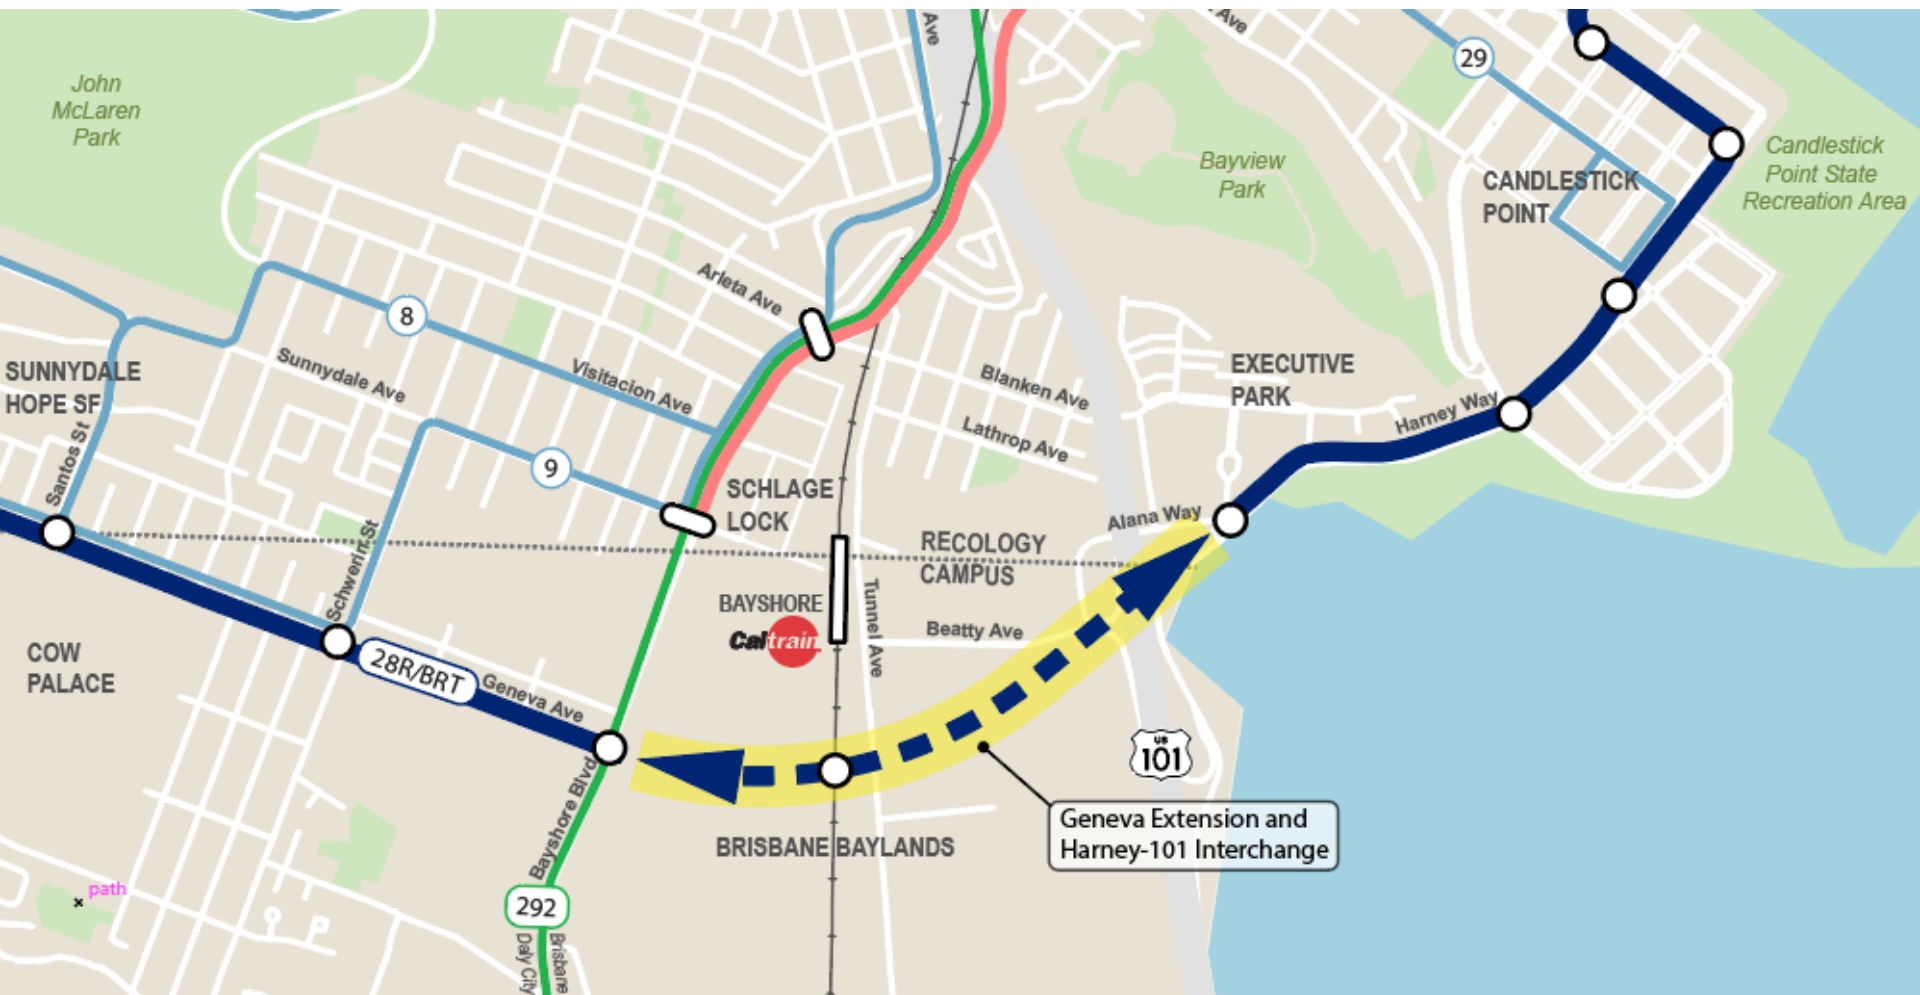 Ave
Ave
29
John
McLaren
Park
Bayview
Park
Candlestick
Point State
Recreation Area
CANDLESTICK
POINT
Arleta Ave
8
SUNNYDALE
HOPE SF
Sunnydale Ave
Visitacion Ave
Blanken Ave
EXECUTIVE
PARK
Harney Way
Lathrop Ave
Santos St
9
SCHLAGE
LOCK
Alana Way
Schwerin St
RECOLOGY
CAMPUS
BAYSHORE
Caltrain
Tunnel Ave
Beatty Ave
COW
PALACE
28R/BRT
Geneva Ave
US
101
Bayshore Blvd
Geneva Extension and
Harney-101 Interchange
BRISBANE BAYLANDS
path
292
Daly City
Brisbane